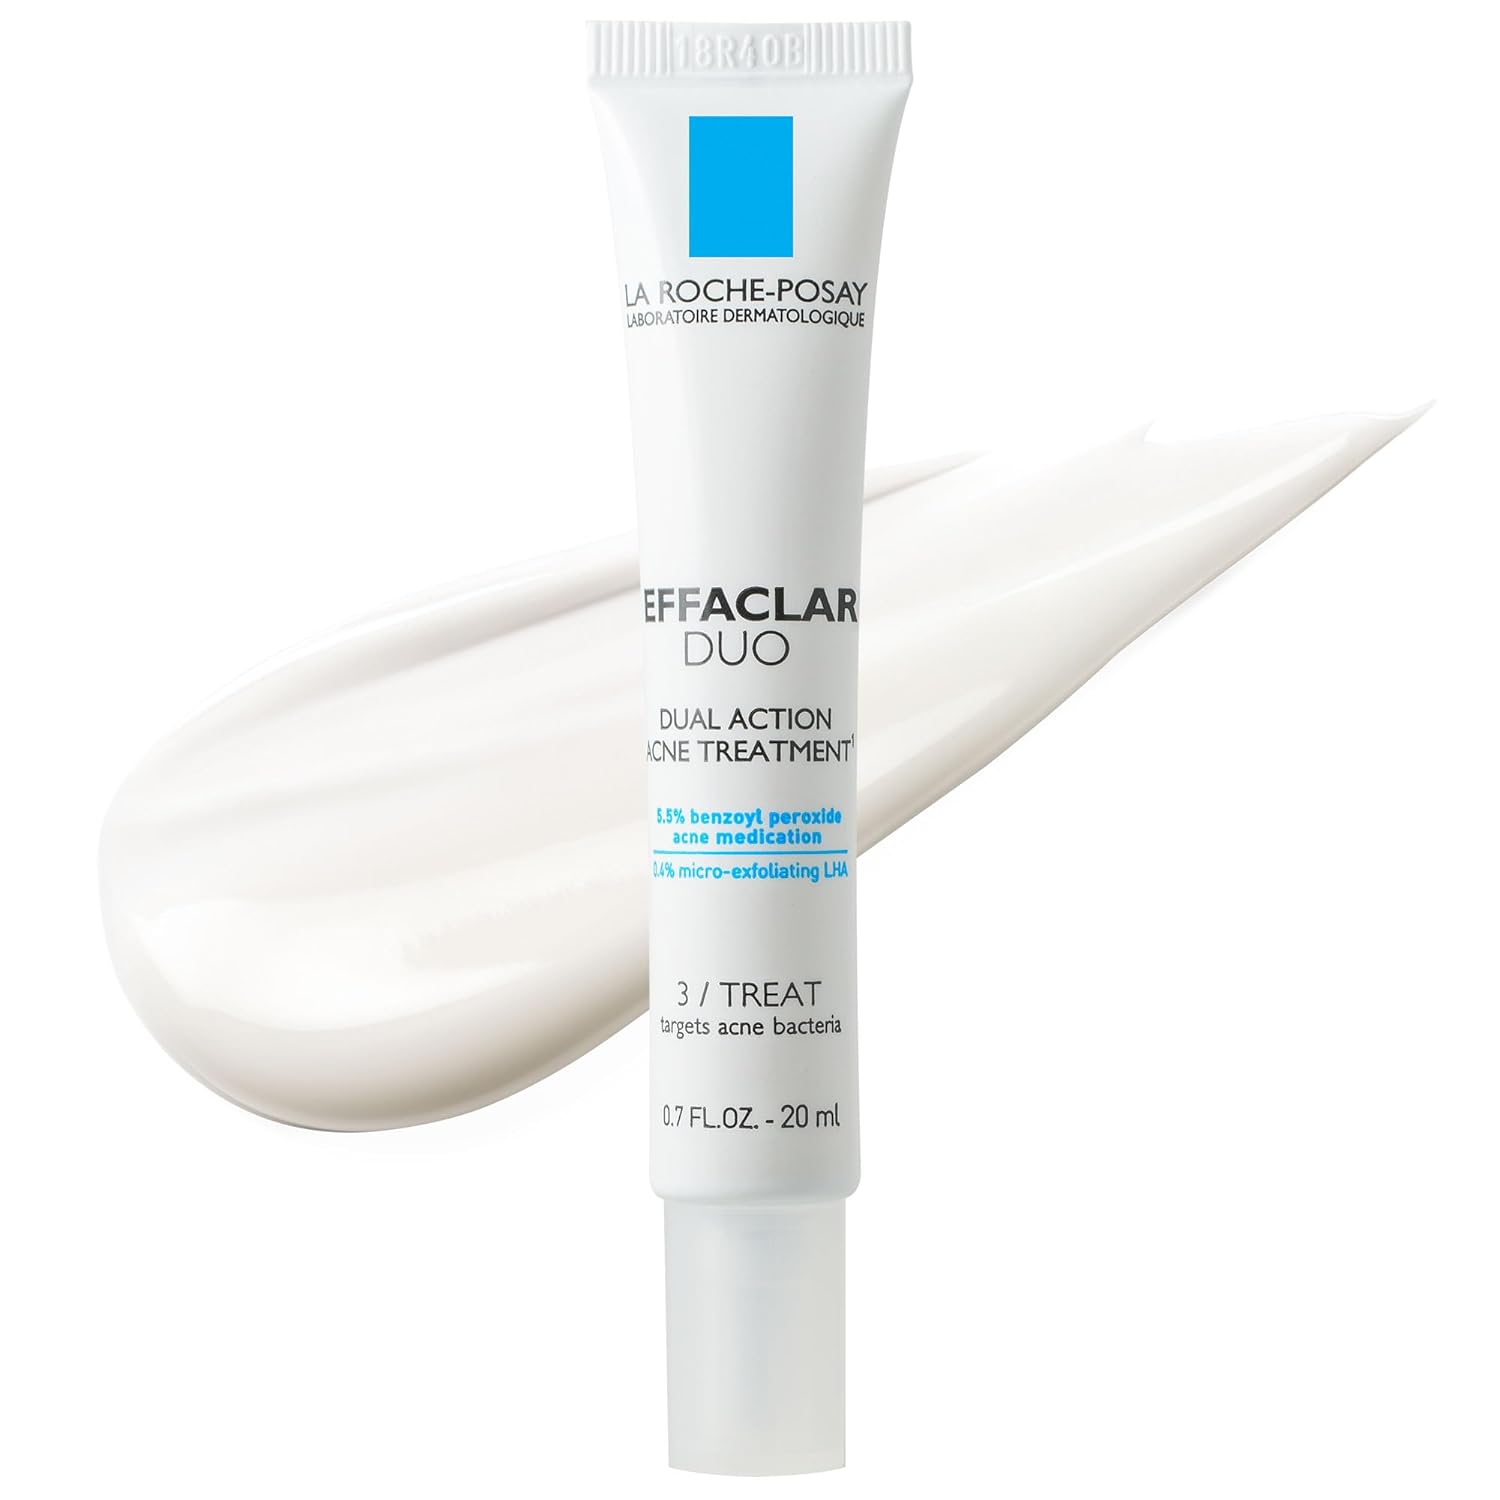 18R40B
LA ROCHE-POSAY
LABORATOIRE DERMATOLOGIQUE
EFFACLAR
DUO
DUAL ACTION
ACNE TREATMENT¹
5.5% benzoyl peroxide
acne medication
0.4% micro-exfoliating LHA
3 / TREAT
targets acne bacteria
0.7 FL.OZ. - 20 ml